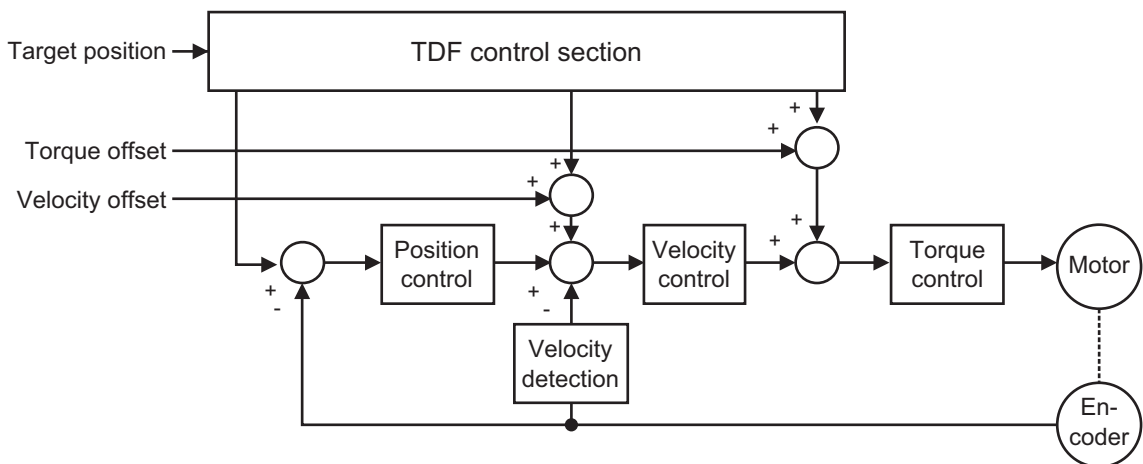 TDF control section
Target position
+
+
Torque offset
+
+
Velocity offset
+
+
+
Position
control
Velocity
control
+
Torque
control
Motor
+
-
+
-
Velocity
detection
En-
coder